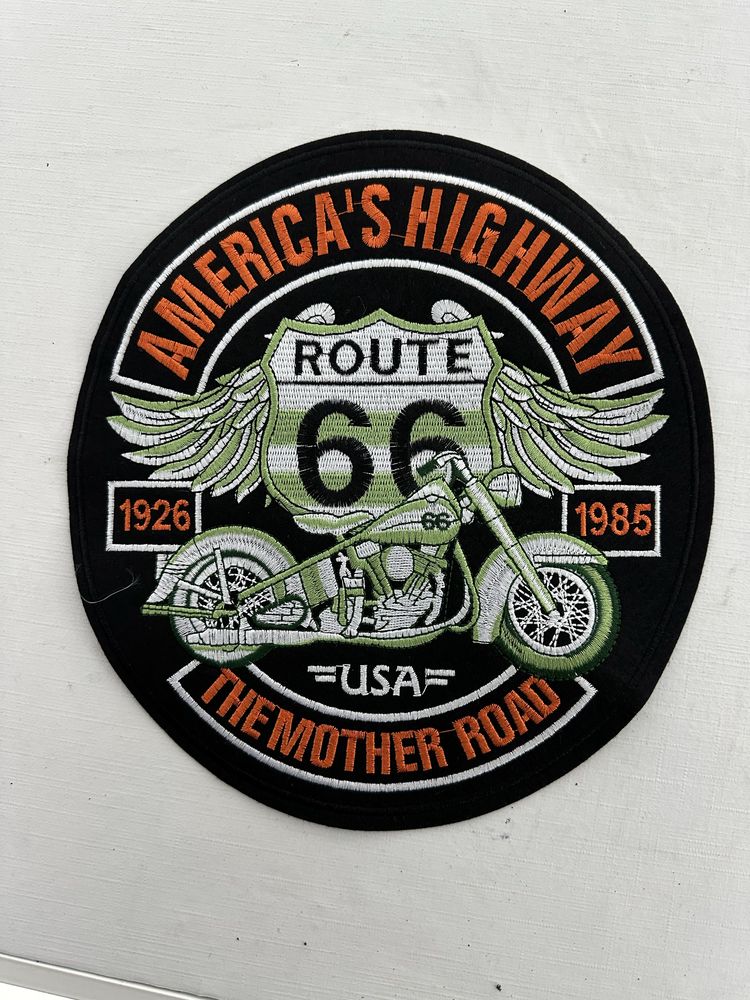 AMERICA'S HIGHWAY
ROUTE
66
1926
1985
66
USA
THE MOTHER ROAD